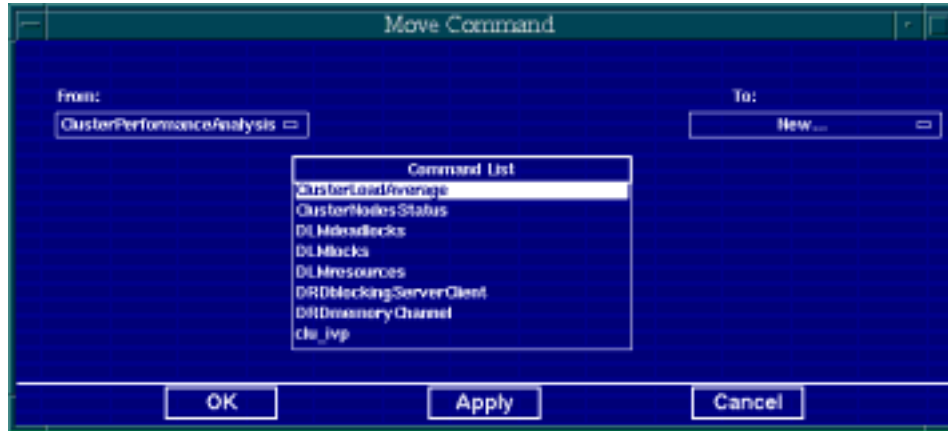 Move Command
From:
To:
ClusterPerformanceAnalysis
New...
Command List
ClusterLoadAverage
ClusterNodesStatus
DLMdeadlocks
DLMlocks
DLMresources
DRDblockingServerClient
DRDmemoryChannel
clu_ivp
OK
Apply
Cancel